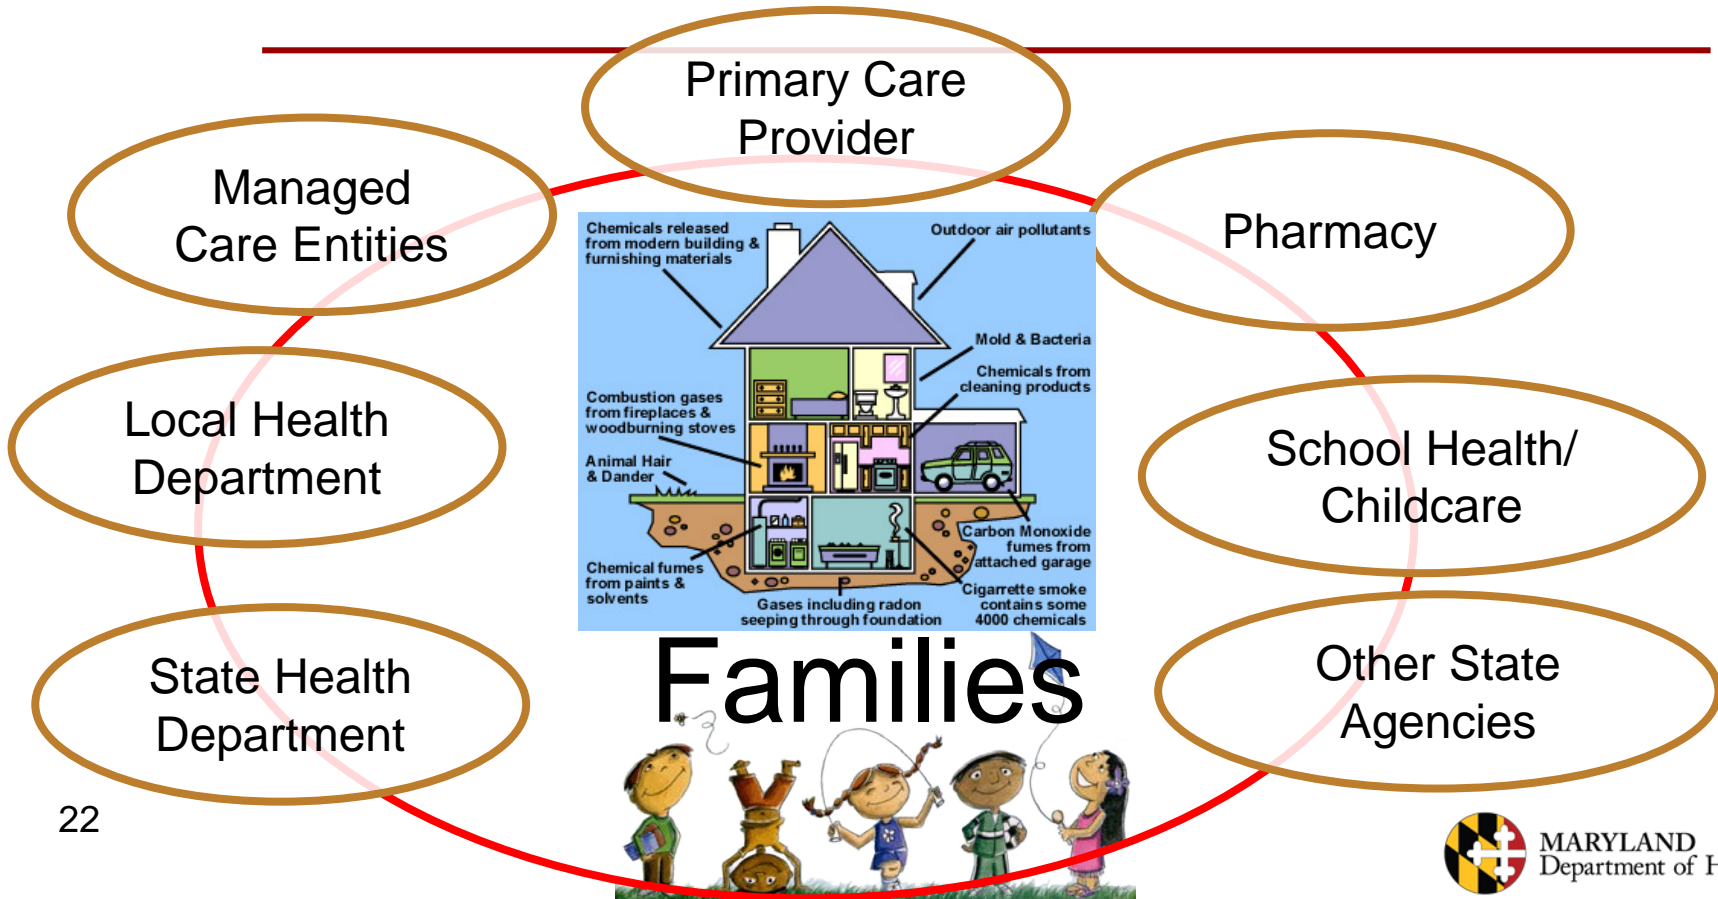 Primary Care
Provider
Managed
Care Entities
Pharmacy
Local Health
Department
School Health/
Childcare
State Health
Department
Other State
Agencies
Chemicals released
from modern building &
furnishing materials
Outdoor air pollutants
Mold & Bacteria
Chemicals from
cleaning products
Combustion gases
from fireplaces &
woodburning stoves
Animal Hair
& Dander
Carbon Monoxide
fumes from
attached garage
Chemical fumes
from paints &
solvents
Gases including radon
seeping through foundation
Cigarrette smoke
contains some
4000 chemicals
Families
22
MARYLAND
Department of H